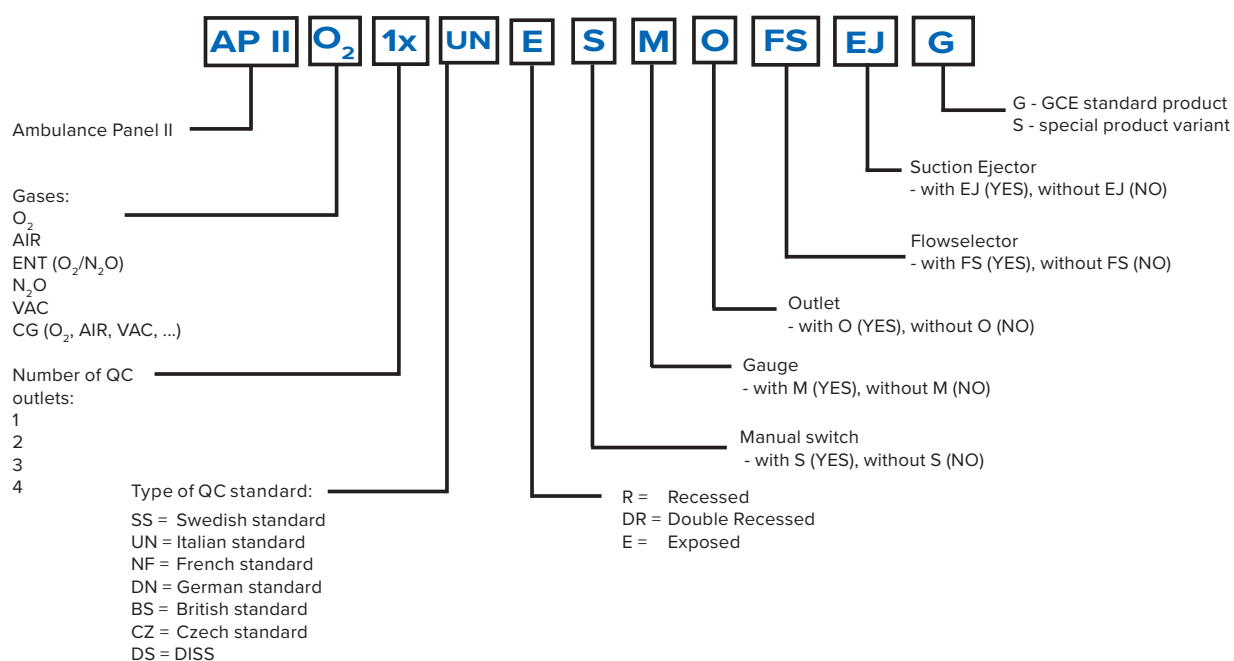 AP II O₂ 1x UN E S M O FS EJ G
G - GCE standard product
S - special product variant
Ambulance Panel II
Suction Ejector
- with EJ (YES), without EJ (NO)
Gases:
O₂
AIR
ENT (O₂/N₂O)
N₂O
VAC
CG (O₂, AIR, VAC, ...)
Flowselector
- with FS (YES), without FS (NO)
Outlet
- with O (YES), without O (NO)
Number of QC
outlets:
1
2
3
4
Gauge
- with M (YES), without M (NO)
Manual switch
- with S (YES), without S (NO)
Type of QC standard:
SS = Swedish standard
UN = Italian standard
NF = French standard
DN = German standard
BS = British standard
CZ = Czech standard
DS = DISS
R = Recessed
DR = Double Recessed
E = Exposed